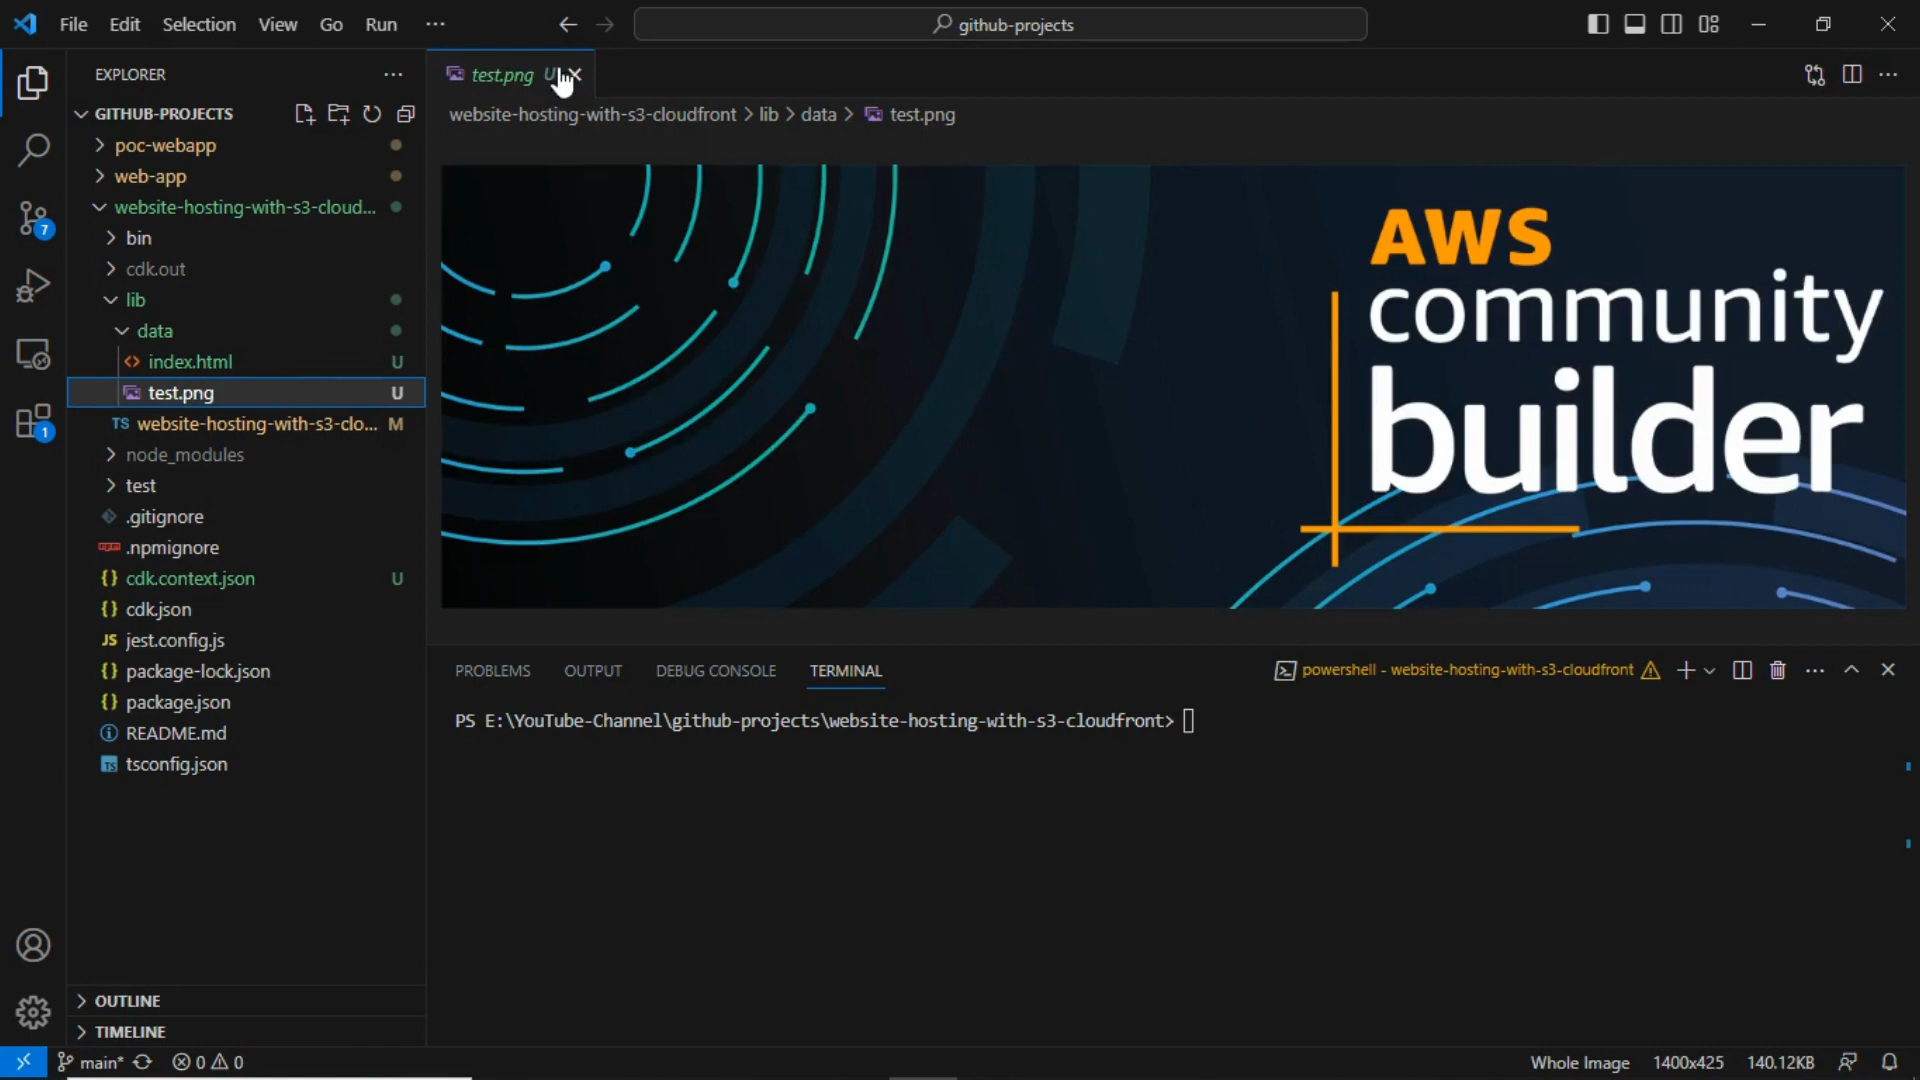 File Edit Selection View Go Run ···
github-projects
EXPLORER
GITHUB-PROJECTS
poc-webapp
web-app
website-hosting-with-s3-cloud...
bin
cdk.out
lib
data
index.html U
test.png U
TS website-hosting-with-s3-clo... M
node_modules
test
.gitignore
.npmignore
cdk.context.json U
cdk.json
JS jest.config.js
package-lock.json
package.json
README.md
tsconfig.json
OUTLINE
TIMELINE
7
1
test.png U
website-hosting-with-s3-cloudfront > lib > data > test.png
AWS
community
builder
PROBLEMS OUTPUT DEBUG CONSOLE TERMINAL
powershell - website-hosting-with-s3-cloudfront
PS E:\YouTube-Channel\github-projects\website-hosting-with-s3-cloudfront>
main* 0 0
Whole Image 1400x425 140.12KB